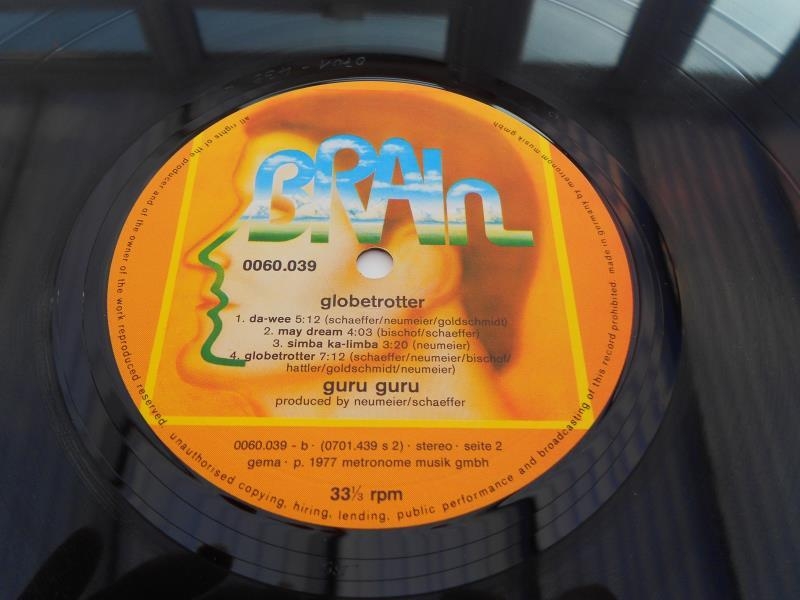 BRAIn
0060.039
globetrotter
1. da-wee 5:12 (schaeffer/neumeier/goldschmidt)
2. may dream 4:03 (bischof/schaeffer)
3. simba ka-limba 3:20 (neumeier)
4. globetrotter 7:12 (schaeffer/neumeier/bischof/
hattler/goldschmidt/neumeier)
guru guru
produced by neumeier/schaeffer
0060.039 - b · (0701.439 s 2) · stereo · seite 2
gema · p. 1977 metronome musik gmbh
33⅓ rpm
all rights of the producer and of the owner of the work reproduced reserved. unauthorised copying, hiring, lending, public performance and broadcasting of this record prohibited. made in germany by metronom musik gmbh